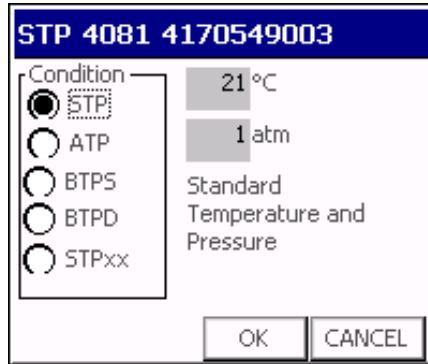 STP 4081 4170549003
Condition
STP
ATP
BTPS
BTPD
STPxx
21 °C
1 atm
Standard
Temperature and
Pressure
OK
CANCEL